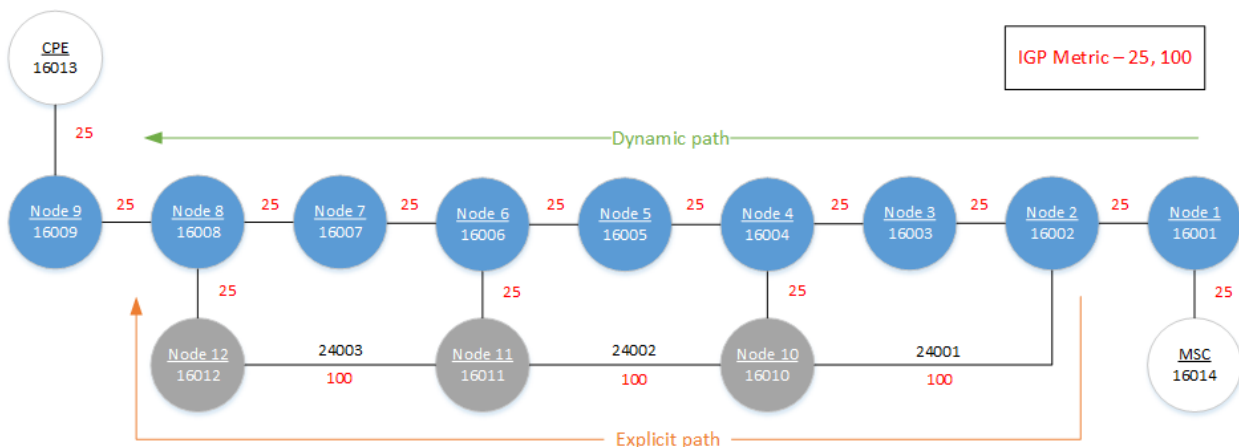 CPE
16013
IGP Metric – 25, 100
25
Dynamic path
Node 9
16009
25
Node 8
16008
25
Node 7
16007
25
Node 6
16006
25
Node 5
16005
25
Node 4
16004
25
Node 3
16003
25
Node 2
16002
25
Node 1
16001
25
25
25
25
Node 12
16012
24003
100
Node 11
16011
24002
100
Node 10
16010
24001
100
MSC
16014
Explicit path